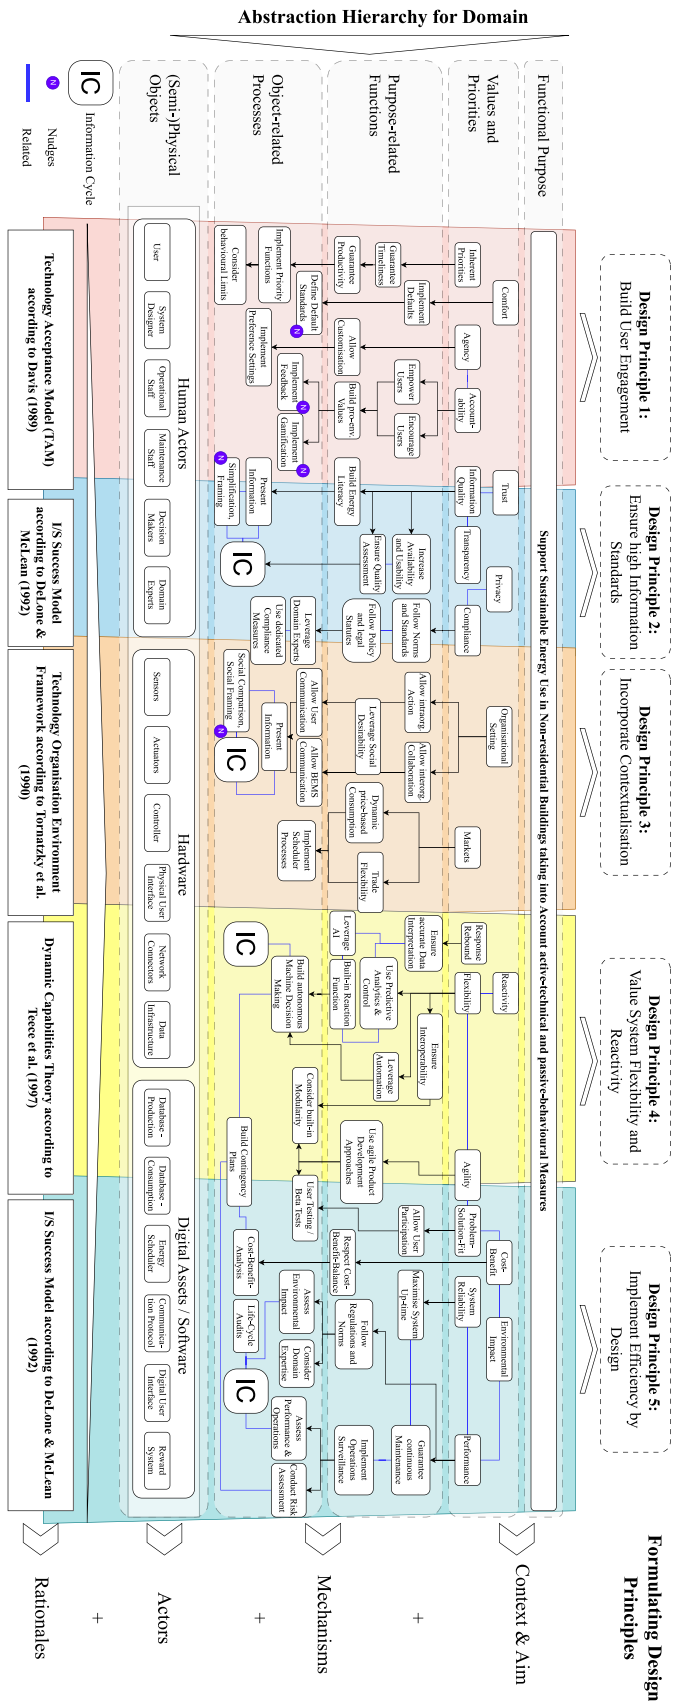 Abstraction Hierarchy for Domain
Functional Purpose
Values and
Priorities
Purpose-related
Functions
Object-related
Processes
(Semi-)Physical
Objects
IC
Information Cycle
N
Nudges
Related
Design Principle 1:
Build User Engagement
Design Principle 2:
Ensure high Information
Standards
Design Principle 3:
Incorporate Contextualisation
Design Principle 4:
Value System Flexibility and
Reactivity
Design Principle 5:
Implement Efficiency by
Design
Formulating Design
Principles
Support Sustainable Energy Use in Non-residential Buildings taking into Account active-technical and passive-behavioural Measures
Comfort
Inherent
Priorities
Agency
Account-
ability
Trust
Information
Quality
Transparency
Privacy
Compliance
Organisational
Setting
Markets
Reactivity
Response
Rebound
Flexibility
Agility
Problem-
Solution-Fit
Cost-
Benefit
System
Reliability
Environmental
Impact
Performance
Context & Aim
+
Implement
Defaults
Guarantee
Timeliness
Guarantee
Productivity
Allow
Customisation
Empower
Users
Encourage
Users
Build pro-env.
Values
Build Energy
Literacy
Increase
Availability
and Usability
Ensure Quality
Assessment
Follow Norms
and Standards
Follow Policy
and legal
Statutes
Allow intraorg.
Action
Allow interorg.
Collaboration
Leverage Social
Desirability
Dynamic
price-based
Consumption
Trade
Flexibility
Ensure
accurate Data
Interpretation
Leverage
AI
Use Predictive
Analytics &
Control
Built-in Reaction
Function
Ensure
Interoperability
Leverage
Automation
Use agile Product
Development
Approaches
Allow User
Participation
Respect Cost-
Benefit-Balance
Maximise System
Up-time
Follow
Regulations and
Norms
Guarantee
continuous
Maintenance
Implement
Operations
Surveillance
Mechanisms
+
Define Default
Standards
N
Implement Priority
Functions
Consider
behavioural Limits
Implement
Preference Settings
Implement
Feedback
N
Implement
Gamification
N
Present
Information
Simplification,
Framing
N
IC
Leverage
Domain Experts
Use dedicated
Compliance
Measures
Allow User
Communication
Allow BEMS
Communication
Present
Information
Social Comparison,
Social Framing
N
IC
Implement
Scheduler
Processes
IC
Build autonomous
Machine Decision
Making
Consider built-in
Modularity
Build Contingency
Plans
User Testing /
Beta Tests
Cost-Benefit-
Analysis
Assess
Environmental
Impact
Life-Cycle
Audits
Consider
Domain
Expertise
IC
Assess
Performance &
Operations
Conduct Risk
Assessment
Human Actors
User
System
Designer
Operational
Staff
Maintenance
Staff
Decision
Makers
Domain
Experts
Hardware
Sensors
Actuators
Controller
Physical User
Interface
Network
Connectors
Data
Infrastructure
Digital Assets / Software
Database -
Production
Database -
Consumption
Energy
Scheduler
Communica-
tion Protocol
Digital User
Interface
Reward
System
Actors
+
Technology Acceptance Model (TAM)
according to Davis (1989)
I/S Success Model
according to DeLone &
McLean (1992)
Technology Organisation Environment
Framework according to Tornatzky et al.
(1990)
Dynamic Capabilities Theory according to
Teece et al. (1997)
I/S Success Model according to DeLone & McLean
(1992)
Rationales